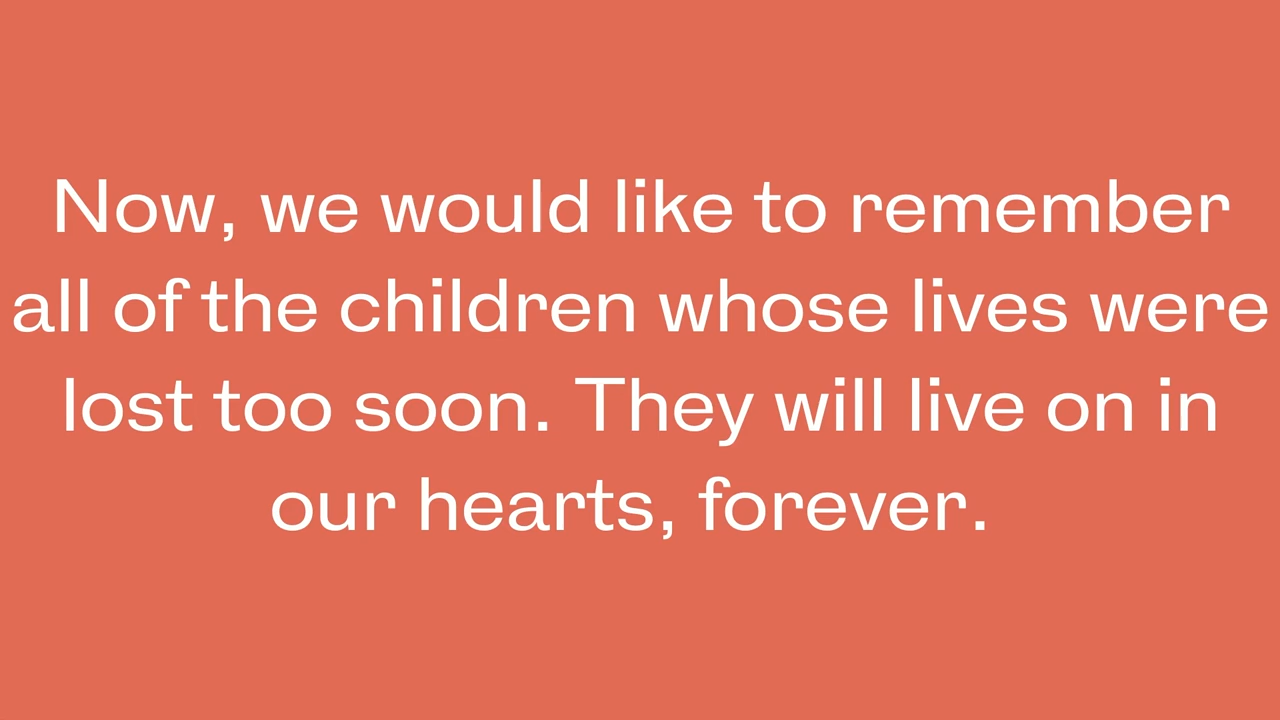 Now, we would like to remember
all of the children whose lives were
lost too soon. They will live on in
our hearts, forever.